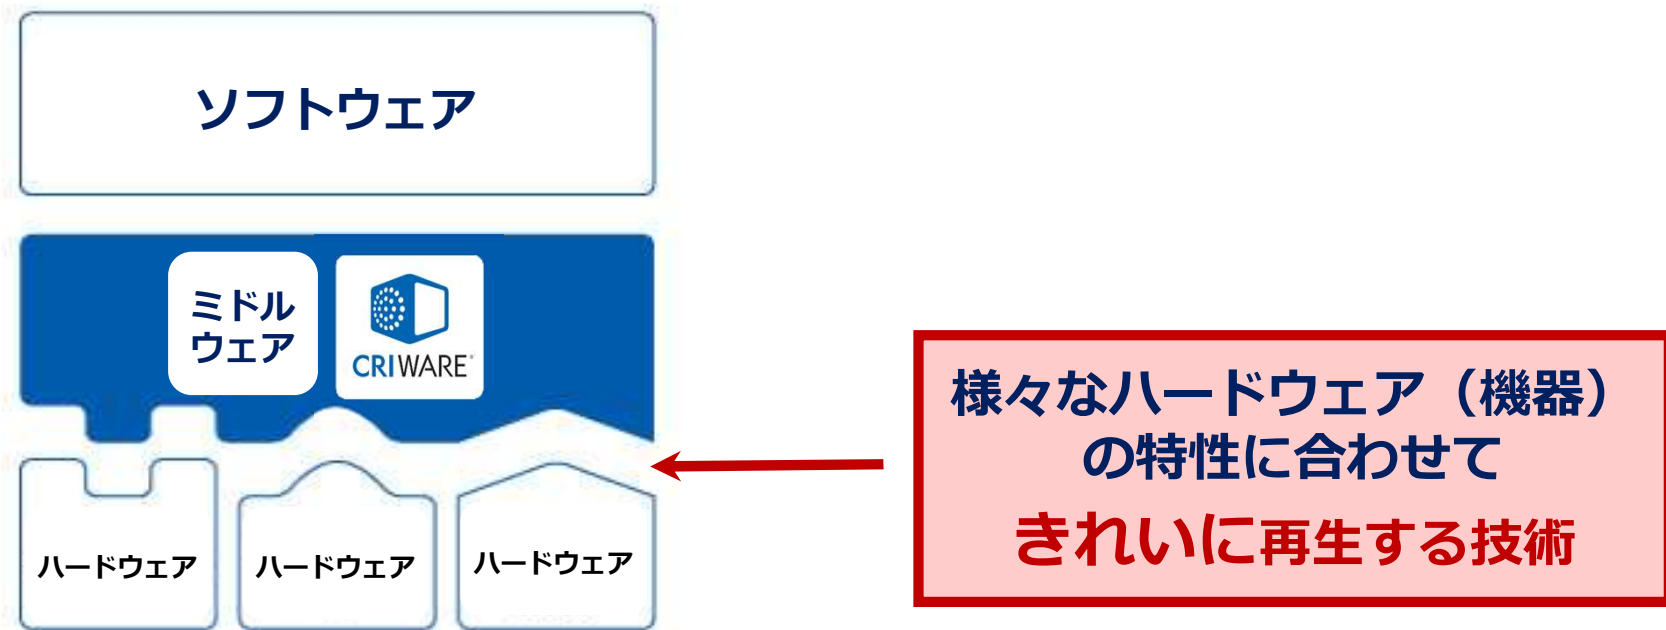 ソフトウェア
ミドル
ウェア
CRIWARE®
様々なハードウェア（機器）
の特性に合わせて
きれいに再生する技術
ハードウェア
ハードウェア
ハードウェア